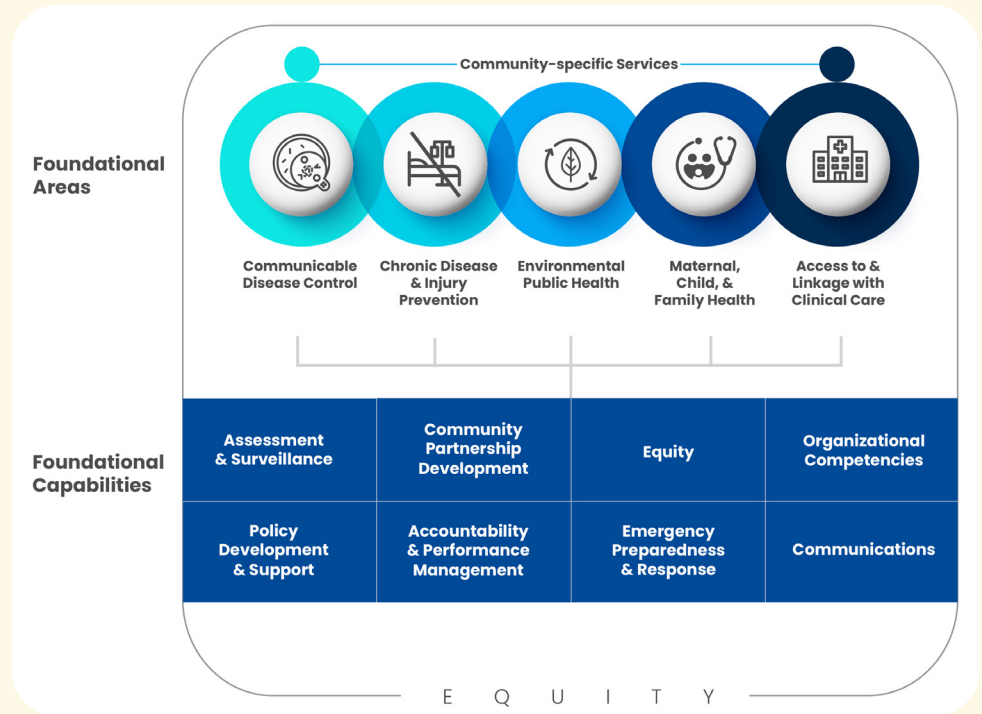 Community-specific Services
Foundational
Areas
Communicable
Disease Control
Chronic Disease
& Injury
Prevention
Environmental
Public Health
Maternal,
Child, &
Family Health
Access to &
Linkage with
Clinical Care
Foundational
Capabilities
Assessment
& Surveillance
Community
Partnership
Development
Equity
Organizational
Competencies
Policy
Development
& Support
Accountability
& Performance
Management
Emergency
Preparedness
& Response
Communications
E Q U I T Y